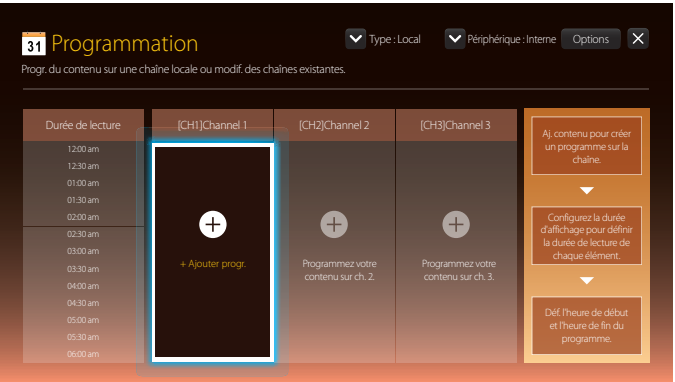 31 Programmation
Type : Local
Périphérique : Interne
Options
Progr. du contenu sur une chaîne locale ou modif. des chaînes existantes.
Durée de lecture
[CH1]Channel 1
[CH2]Channel 2
[CH3]Channel 3
12:00 am
12:30 am
01:00 am
01:30 am
02:00 am
02:30 am
03:00 am
03:30 am
04:00 am
04:30 am
05:00 am
05:30 am
06:00 am
+ Ajouter progr.
Programmez votre
contenu sur ch. 2.
Programmez votre
contenu sur ch. 3.
Aj. contenu pour créer
un programme sur la
chaîne.
Configurez la durée
d'affichage pour définir
la durée de lecture de
chaque élément.
Déf. l'heure de début
et l'heure de fin du
programme.